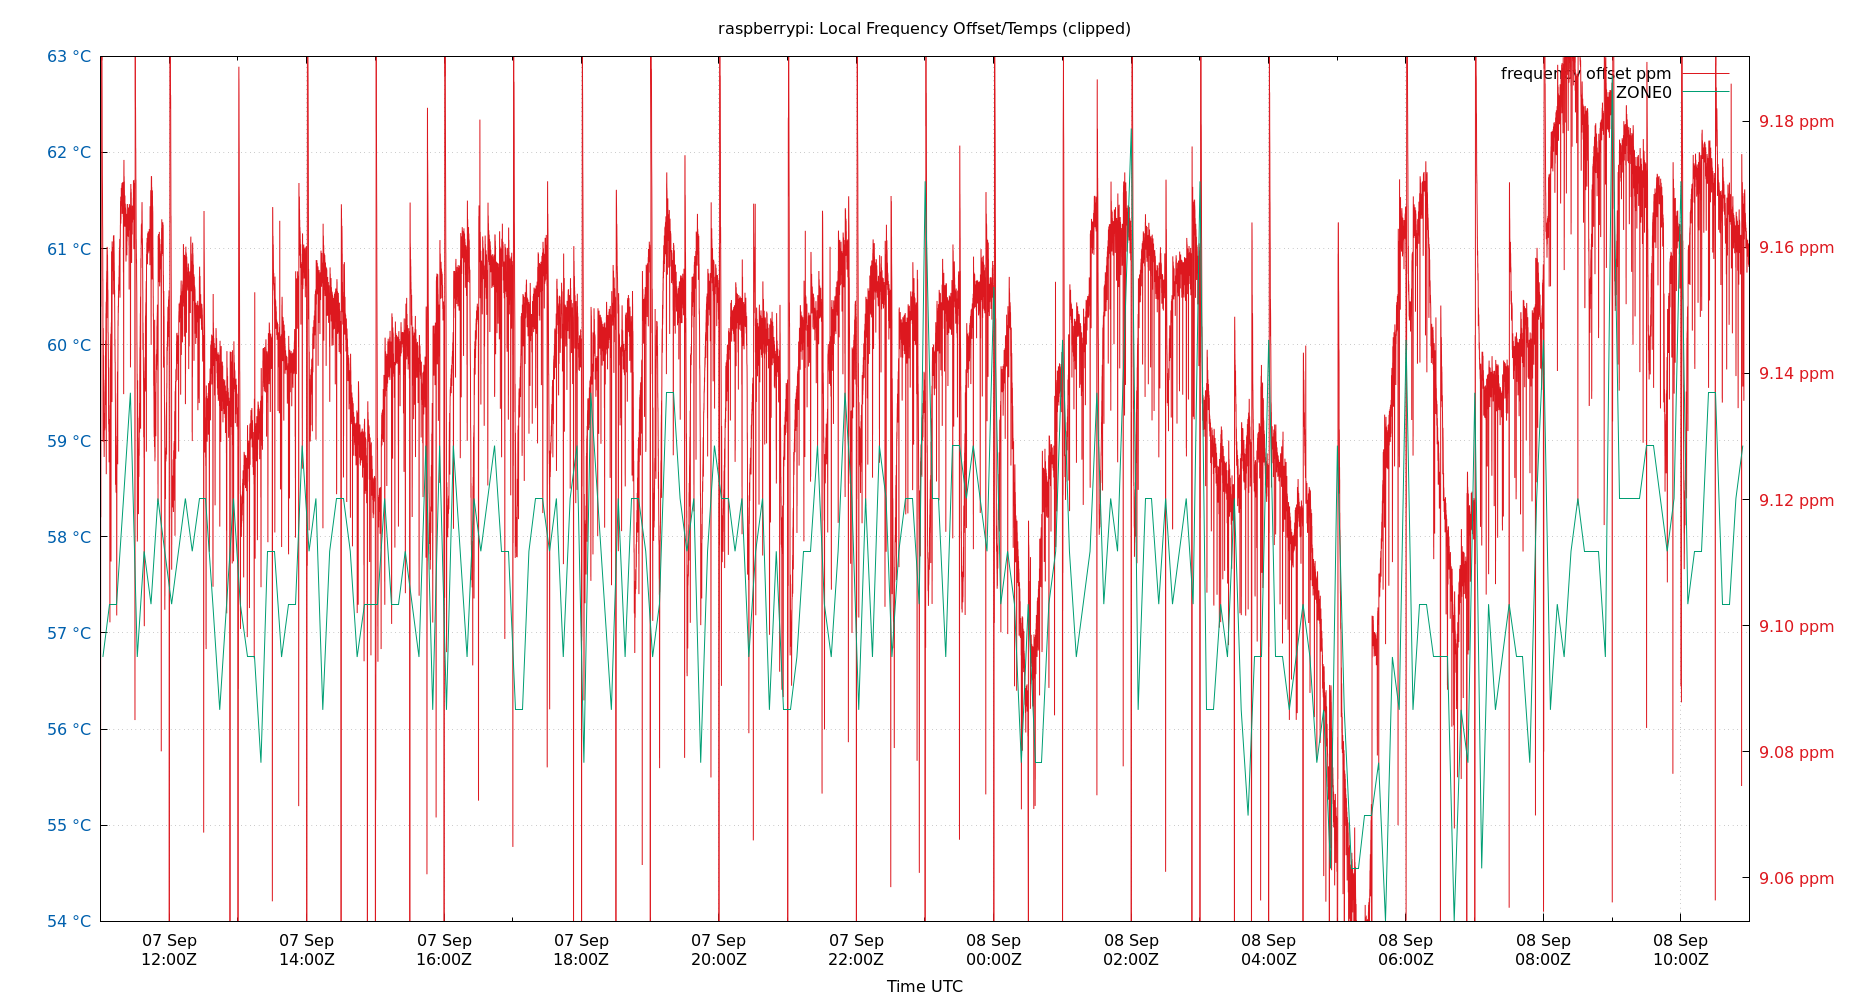 raspberrypi: Local Frequency Offset/Temps (clipped)
63 °C
62 °C
61 °C
60 °C
59 °C
58 °C
57 °C
56 °C
55 °C
54 °C
frequency offset ppm
ZONE0
9.18 ppm
9.16 ppm
9.14 ppm
9.12 ppm
9.10 ppm
9.08 ppm
9.06 ppm
07 Sep 07 Sep 07 Sep 07 Sep 07 Sep 07 Sep 08 Sep 08 Sep 08 Sep 08 Sep 08 Sep 08 Sep
12:00Z 14:00Z 16:00Z 18:00Z 20:00Z 22:00Z 00:00Z 02:00Z 04:00Z 06:00Z 08:00Z 10:00Z
Time UTC